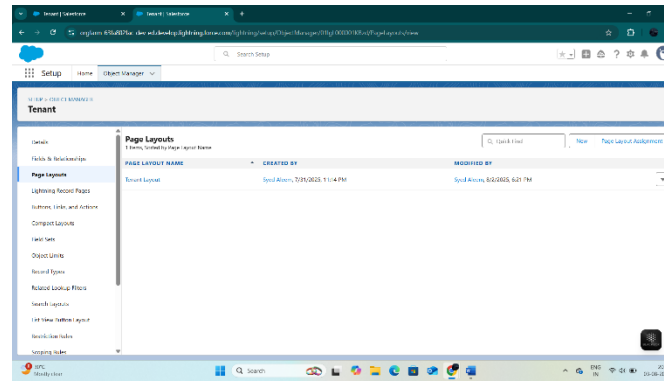 Tenant | Salesforce
Tenant | Salesforce
Search Setup
Setup
Home
Object Manager
SETUP > OBJECT MANAGER
Tenant
Details
Fields & Relationships
Page Layouts
Lightning Record Pages
Buttons, Links, and Actions
Compact Layouts
Field Sets
Object Limits
Record Types
Related Lookup Filters
Search Layouts
List View Button Layout
Restriction Rules
Scoping Rules
Page Layouts
1 Items, Sorted by Page Layout Name
Quick Find
New
Page Layout Assignment
PAGE LAYOUT NAME
CREATED BY
MODIFIED BY
Tenant Layout
Syed Aleem, 7/31/2025, 1:14 PM
Syed Aleem, 8/2/2025, 6:21 PM
Mostly clear
Search
ENG
IN